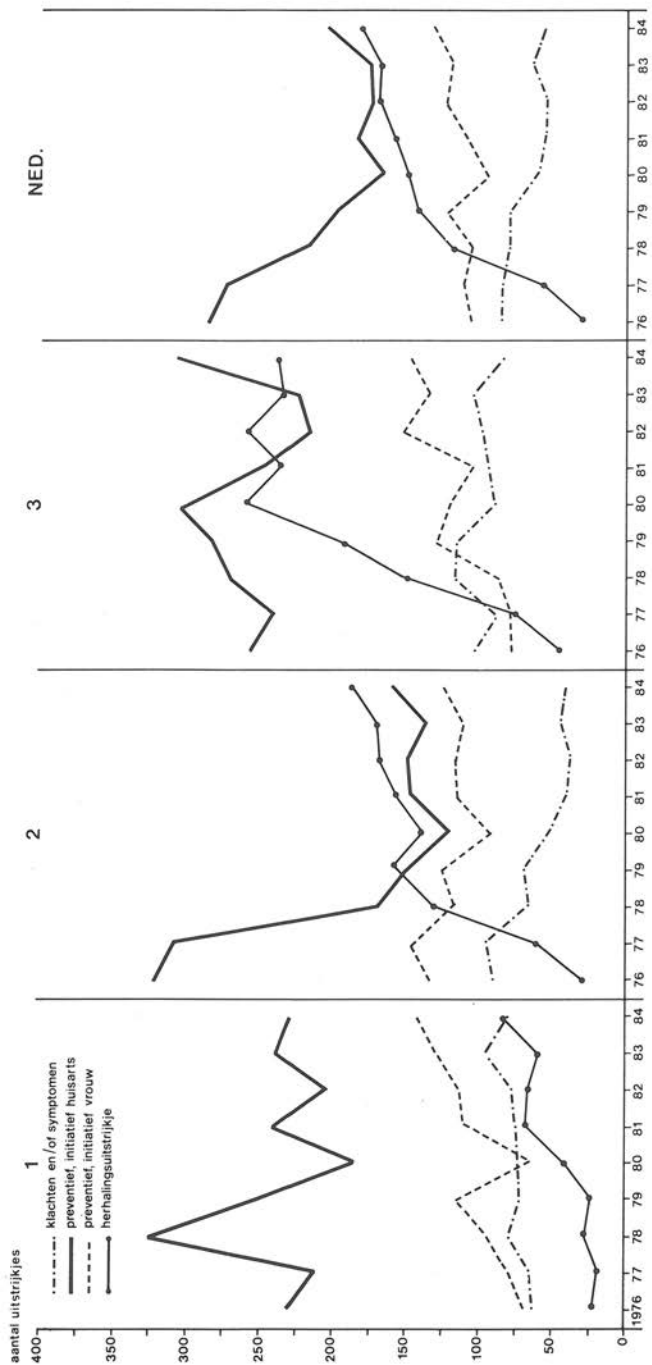 aantal uitstrijkjes
400
350
300
250
200
150
100
50
0
1
2
3
NED.
klachten en/of symptomen
preventief, initiatief huisarts
preventief, initiatief vrouw
herhalingsuitstrijkje
1976 77 78 79 80 81 82 83 84
76 77 78 79 80 81 82 83 84
76 77 78 79 80 81 82 83 84
76 77 78 79 80 81 82 83 84